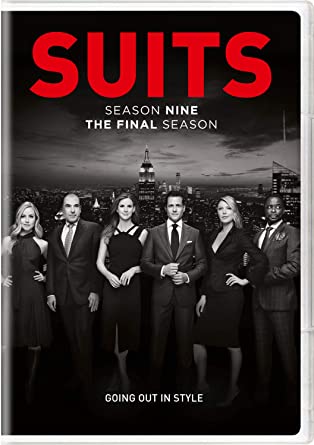 SUITS
SEASON NINE
THE FINAL SEASON
GOING OUT IN STYLE